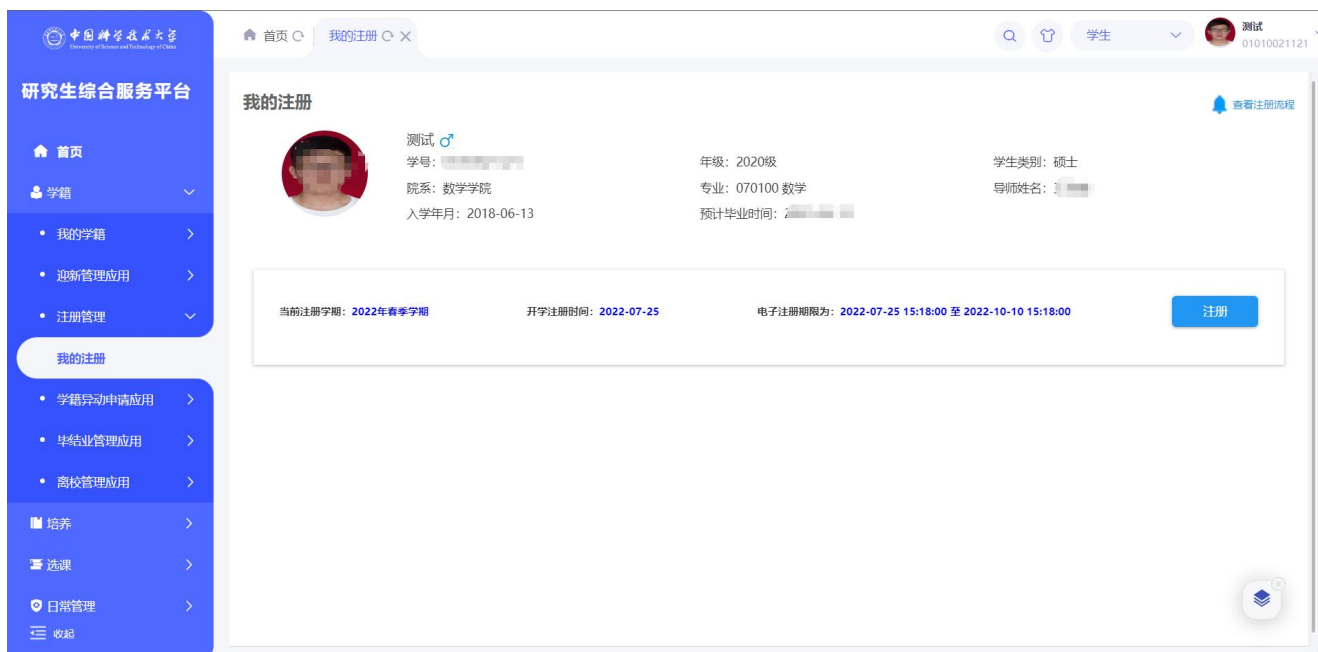 中国科学技术大学
University of Science and Technology of China
首页
我的注册
学生
测试
01010021121
研究生综合服务平台
首页
学籍
我的学籍
迎新管理应用
注册管理
我的注册
学籍异动申请应用
毕结业管理应用
离校管理应用
培养
选课
日常管理
收起
我的注册
查看注册流程
测试
学号：
年级：2020级
学生类别：硕士
院系：数学学院
专业：070100 数学
导师姓名：
入学年月：2018-06-13
预计毕业时间：
当前注册学期：2022年春季学期
开学注册时间：2022-07-25
电子注册期限为：2022-07-25 15:18:00 至 2022-10-10 15:18:00
注册